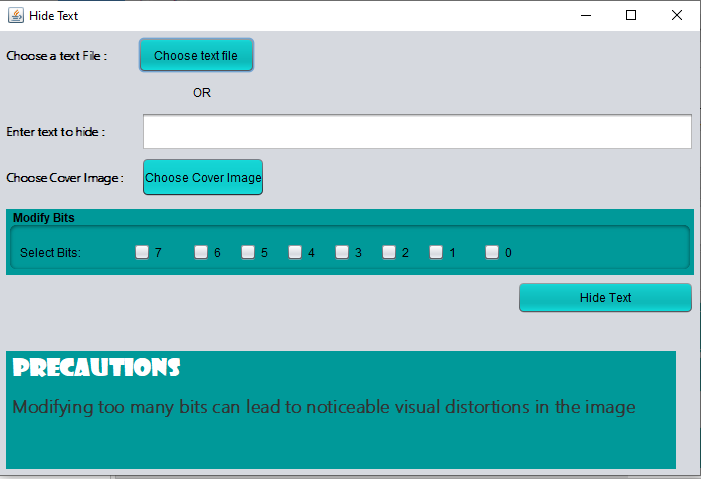 Hide Text
Choose a text File :
Choose text file
OR
Enter text to hide :
Choose Cover Image :
Choose Cover Image
Modify Bits
Select Bits: 7 6 5 4 3 2 1 0
Hide Text
PRECAUTIONS
Modifying too many bits can lead to noticeable visual distortions in the image